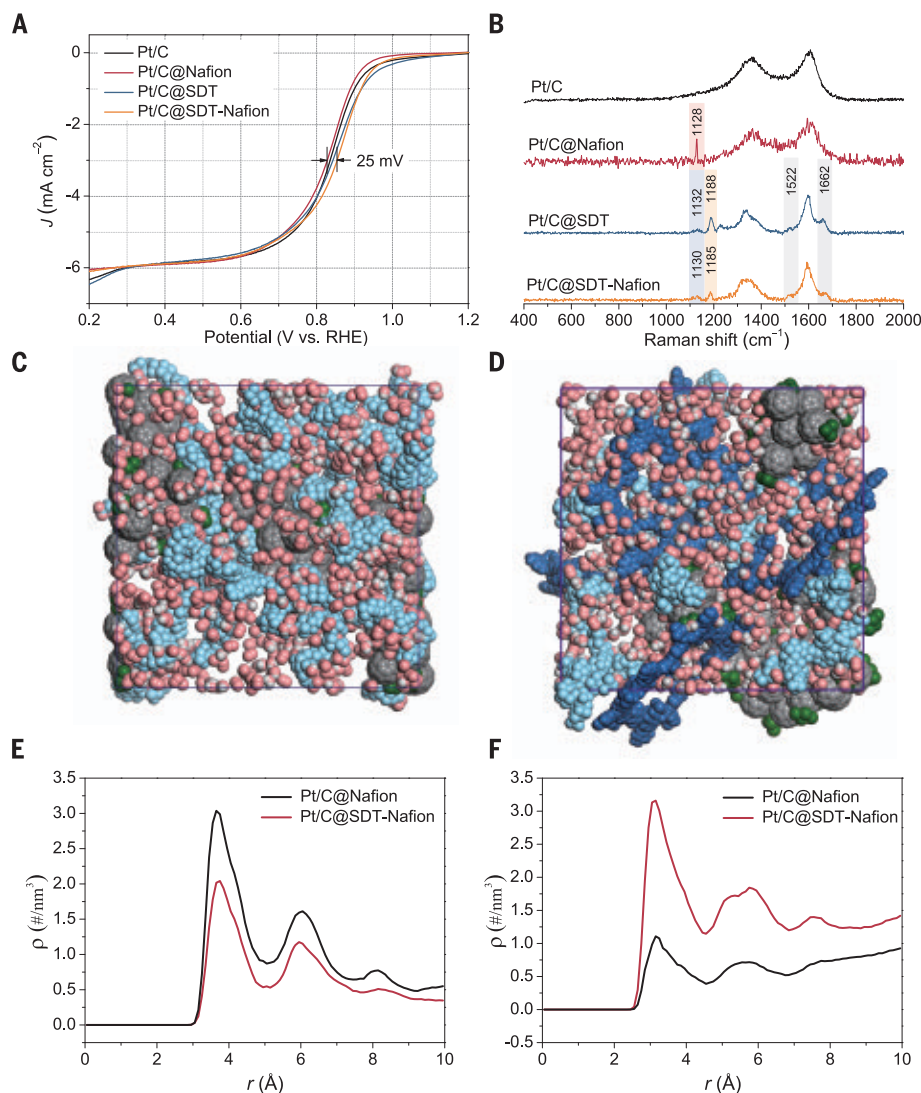 A
0
-2
-4
-6
J (mA cm⁻²)
Pt/C
Pt/C@Nafion
Pt/C@SDT
Pt/C@SDT-Nafion
25 mV
0.2
0.4
0.6
0.8
1.0
1.2
Potential (V vs. RHE)
B
Pt/C
Pt/C@Nafion
Pt/C@SDT
Pt/C@SDT-Nafion
1128
1132
1188
1522
1662
1130
1185
400
800
1200
1600
2000
Raman shift (cm⁻¹)
C
D
E
3.5
3.0
2.5
2.0
1.5
1.0
0.5
0.0
ρ (#/nm³)
Pt/C@Nafion
Pt/C@SDT-Nafion
0
2
4
6
8
10
r (Å)
F
3.5
3.0
2.5
2.0
1.5
1.0
0.5
0.0
-0.5
ρ (#/nm³)
Pt/C@Nafion
Pt/C@SDT-Nafion
0
2
4
6
8
10
r (Å)